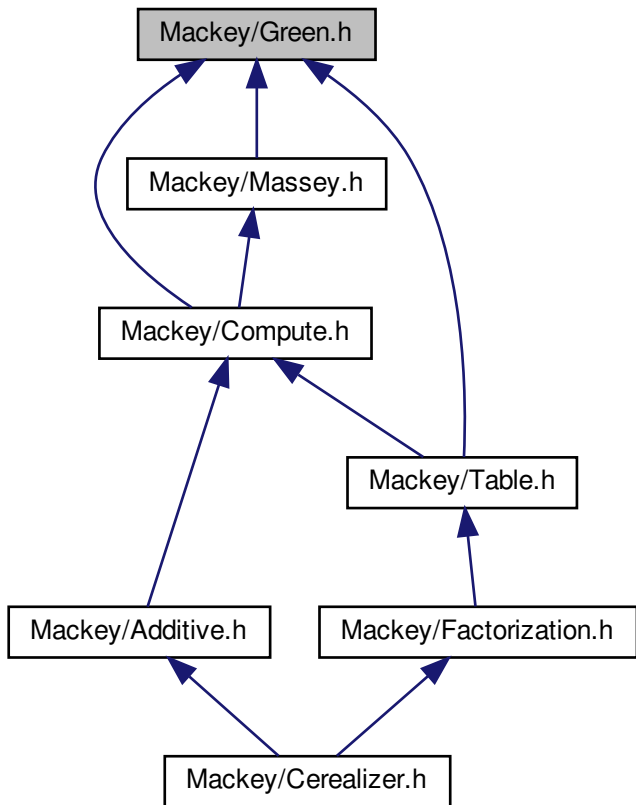 Mackey/Green.h
Mackey/Massey.h
Mackey/Compute.h
Mackey/Table.h
Mackey/Additive.h
Mackey/Factorization.h
Mackey/Cerealizer.h